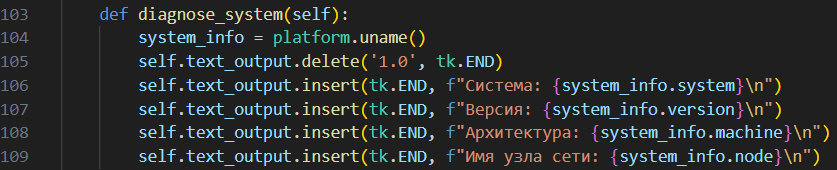 103 def diagnose_system(self):
104 system_info = platform.uname()
105 self.text_output.delete('1.0', tk.END)
106 self.text_output.insert(tk.END, f"Система: {system_info.system}\n")
107 self.text_output.insert(tk.END, f"Версия: {system_info.version}\n")
108 self.text_output.insert(tk.END, f"Архитектура: {system_info.machine}\n")
109 self.text_output.insert(tk.END, f"Имя узла сети: {system_info.node}\n")